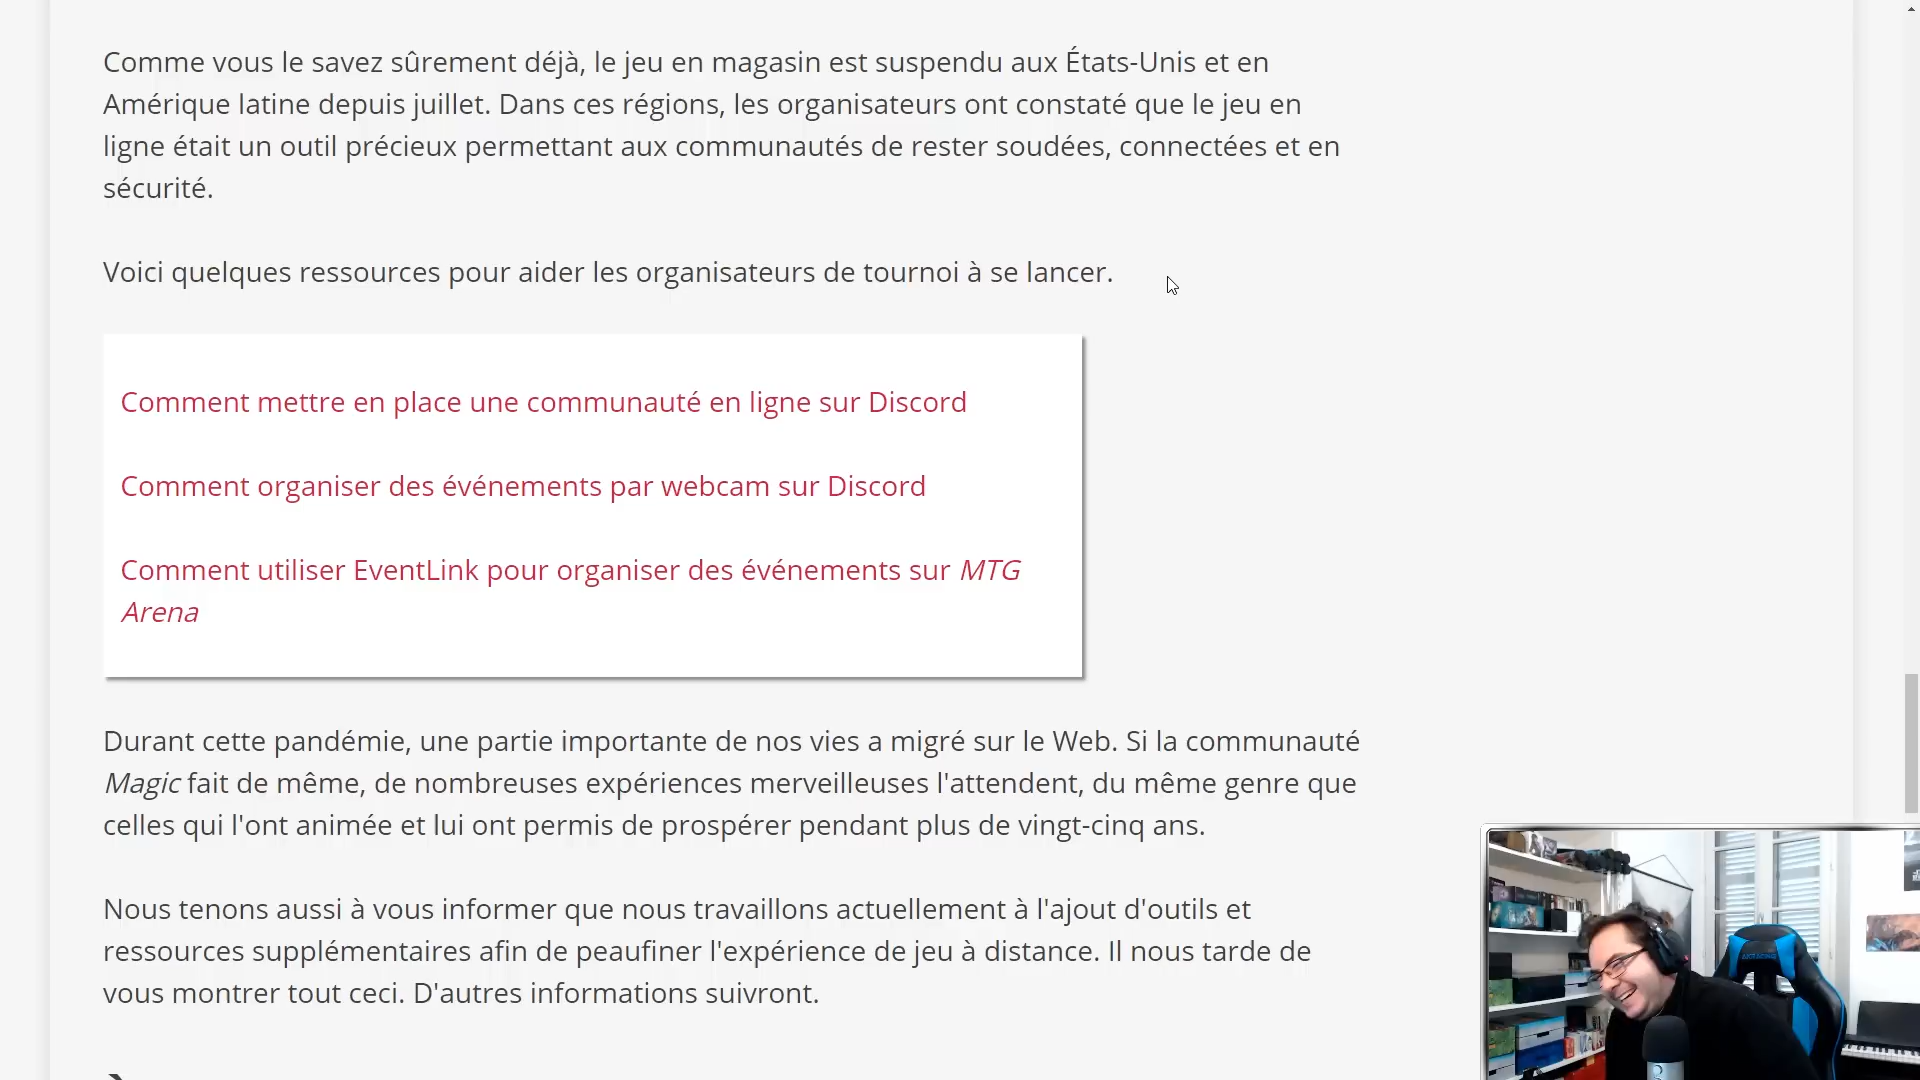 Comme vous le savez sûrement déjà, le jeu en magasin est suspendu aux États-Unis et en
Amérique latine depuis juillet. Dans ces régions, les organisateurs ont constaté que le jeu en
ligne était un outil précieux permettant aux communautés de rester soudées, connectées et en
sécurité.
Voici quelques ressources pour aider les organisateurs de tournoi à se lancer.
Comment mettre en place une communauté en ligne sur Discord
Comment organiser des événements par webcam sur Discord
Comment utiliser EventLink pour organiser des événements sur MTG
Arena
Durant cette pandémie, une partie importante de nos vies a migré sur le Web. Si la communauté
Magic fait de même, de nombreuses expériences merveilleuses l'attendent, du même genre que
celles qui l'ont animée et lui ont permis de prospérer pendant plus de vingt-cinq ans.
Nous tenons aussi à vous informer que nous travaillons actuellement à l'ajout d'outils et
ressources supplémentaires afin de peaufiner l'expérience de jeu à distance. Il nous tarde de
vous montrer tout ceci. D'autres informations suivront.